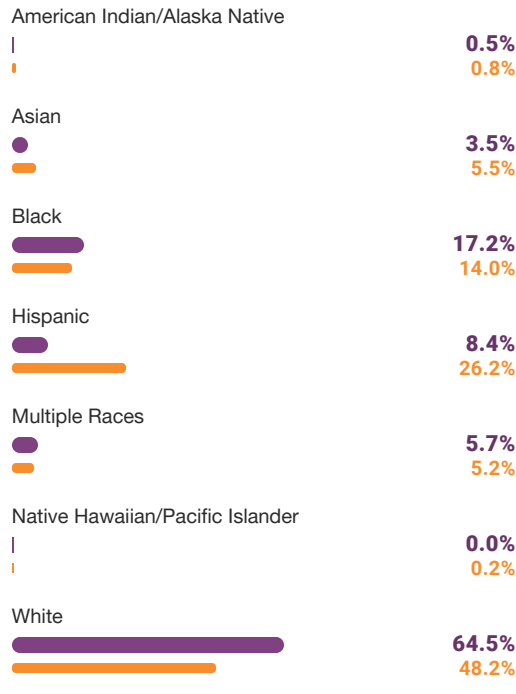 American Indian/Alaska Native
0.5%
0.8%
Asian
3.5%
5.5%
Black
17.2%
14.0%
Hispanic
8.4%
26.2%
Multiple Races
5.7%
5.2%
Native Hawaiian/Pacific Islander
0.0%
0.2%
White
64.5%
48.2%